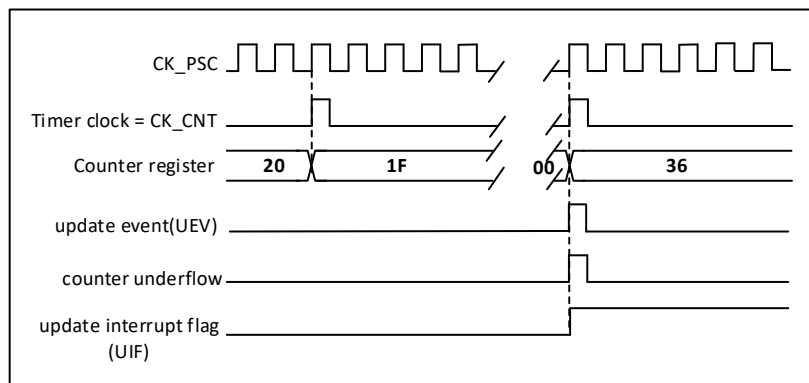 CK_PSC
Timer clock = CK_CNT
Counter register 20 1F 00 36
update event(UEV)
counter underflow
update interrupt flag
(UIF)